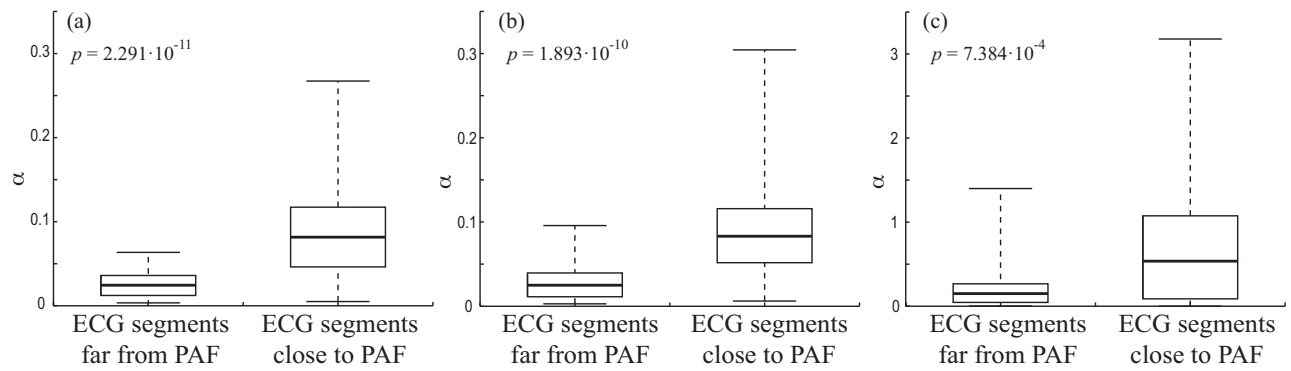 (a)
p = 2.291·10⁻¹¹
0.3
0.2
0.1
0
α
ECG segments
far from PAF
ECG segments
close to PAF
(b)
p = 1.893·10⁻¹⁰
0.3
0.2
0.1
0
α
ECG segments
far from PAF
ECG segments
close to PAF
(c)
p = 7.384·10⁻⁴
3
2
1
0
α
ECG segments
far from PAF
ECG segments
close to PAF